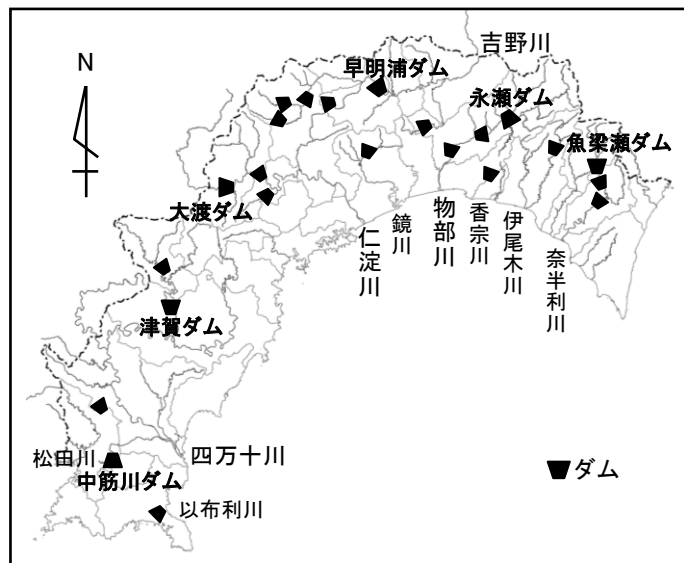 吉野川
N
早明浦ダム
永瀬ダム
魚梁瀬ダム
大渡ダム
仁淀川
鏡川
物部川
香宗川
伊尾木川
奈半利川
津賀ダム
松田川
四万十川
中筋川ダム
以布利川
ダム